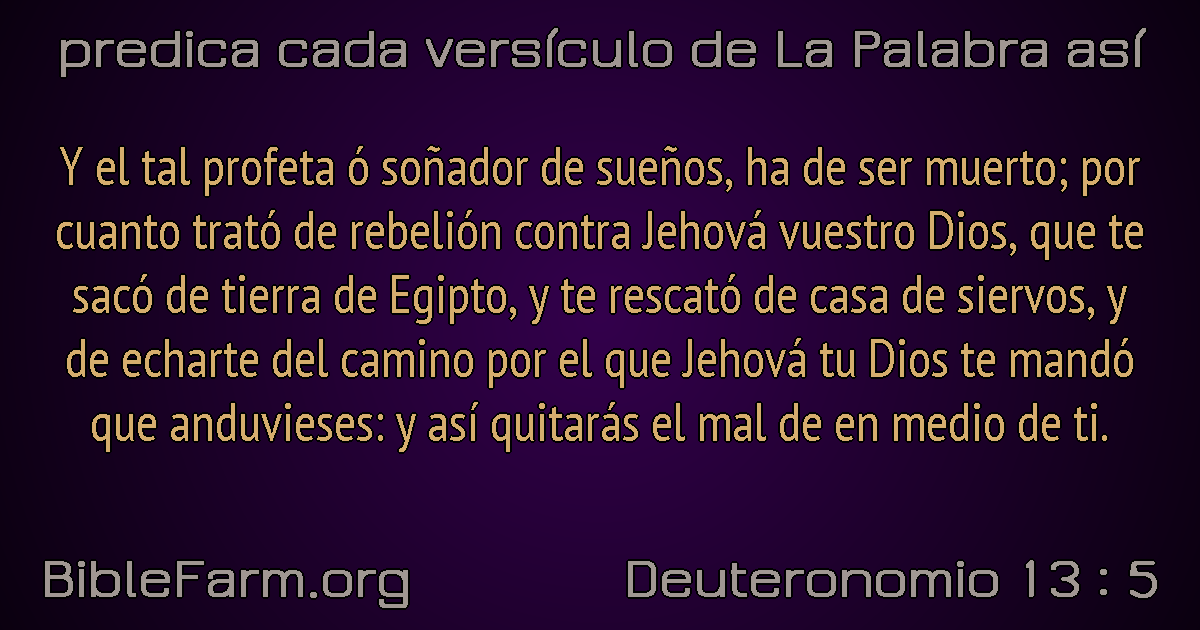 predica cada versículo de La Palabra así
Y el tal profeta ó soñador de sueños, ha de ser muerto; por
cuanto trató de rebelión contra Jehová vuestro Dios, que te
sacó de tierra de Egipto, y te rescató de casa de siervos, y
de echarte del camino por el que Jehová tu Dios te mandó
que anduvieses: y así quitarás el mal de en medio de ti.
BibleFarm.org
Deuteronomio 13 : 5